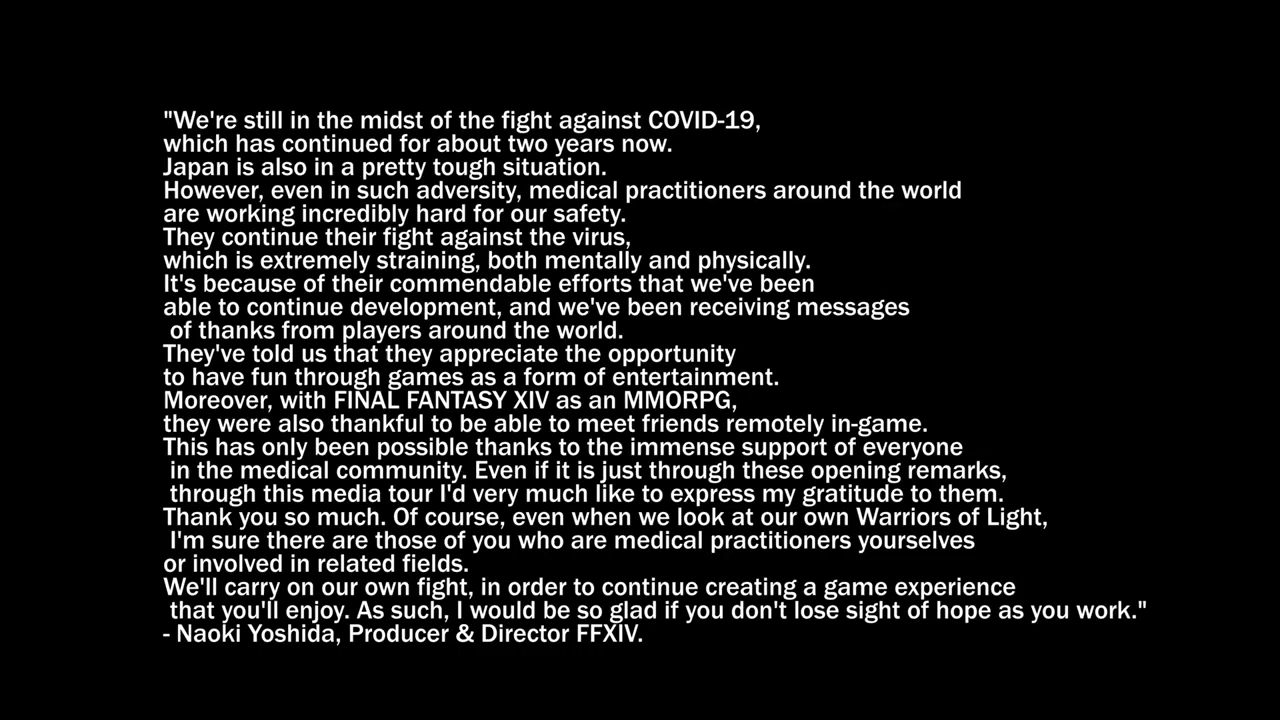 "We're still in the midst of the fight against COVID-19,
which has continued for about two years now.
Japan is also in a pretty tough situation.
However, even in such adversity, medical practitioners around the world
are working incredibly hard for our safety.
They continue their fight against the virus,
which is extremely straining, both mentally and physically.
It's because of their commendable efforts that we've been
able to continue development, and we've been receiving messages
of thanks from players around the world.
They've told us that they appreciate the opportunity
to have fun through games as a form of entertainment.
Moreover, with FINAL FANTASY XIV as an MMORPG,
they were also thankful to be able to meet friends remotely in-game.
This has only been possible thanks to the immense support of everyone
in the medical community. Even if it is just through these opening remarks,
through this media tour I'd very much like to express my gratitude to them.
Thank you so much. Of course, even when we look at our own Warriors of Light,
I'm sure there are those of you who are medical practitioners yourselves
or involved in related fields.
We'll carry on our own fight, in order to continue creating a game experience
that you'll enjoy. As such, I would be so glad if you don't lose sight of hope as you work."
- Naoki Yoshida, Producer & Director FFXIV.